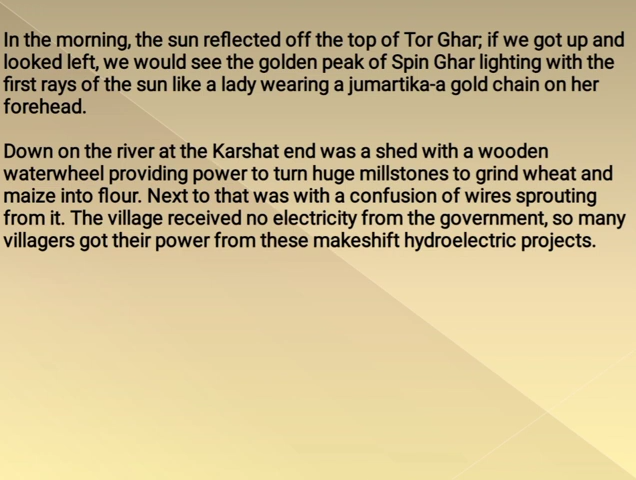 In the morning, the sun reflected off the top of Tor Ghar; if we got up and
looked left, we would see the golden peak of Spin Ghar lighting with the
first rays of the sun like a lady wearing a jumartika-a gold chain on her
forehead.
Down on the river at the Karshat end was a shed with a wooden
waterwheel providing power to turn huge millstones to grind wheat and
maize into flour. Next to that was with a confusion of wires sprouting
from it. The village received no electricity from the government, so many
villagers got their power from these makeshift hydroelectric projects.